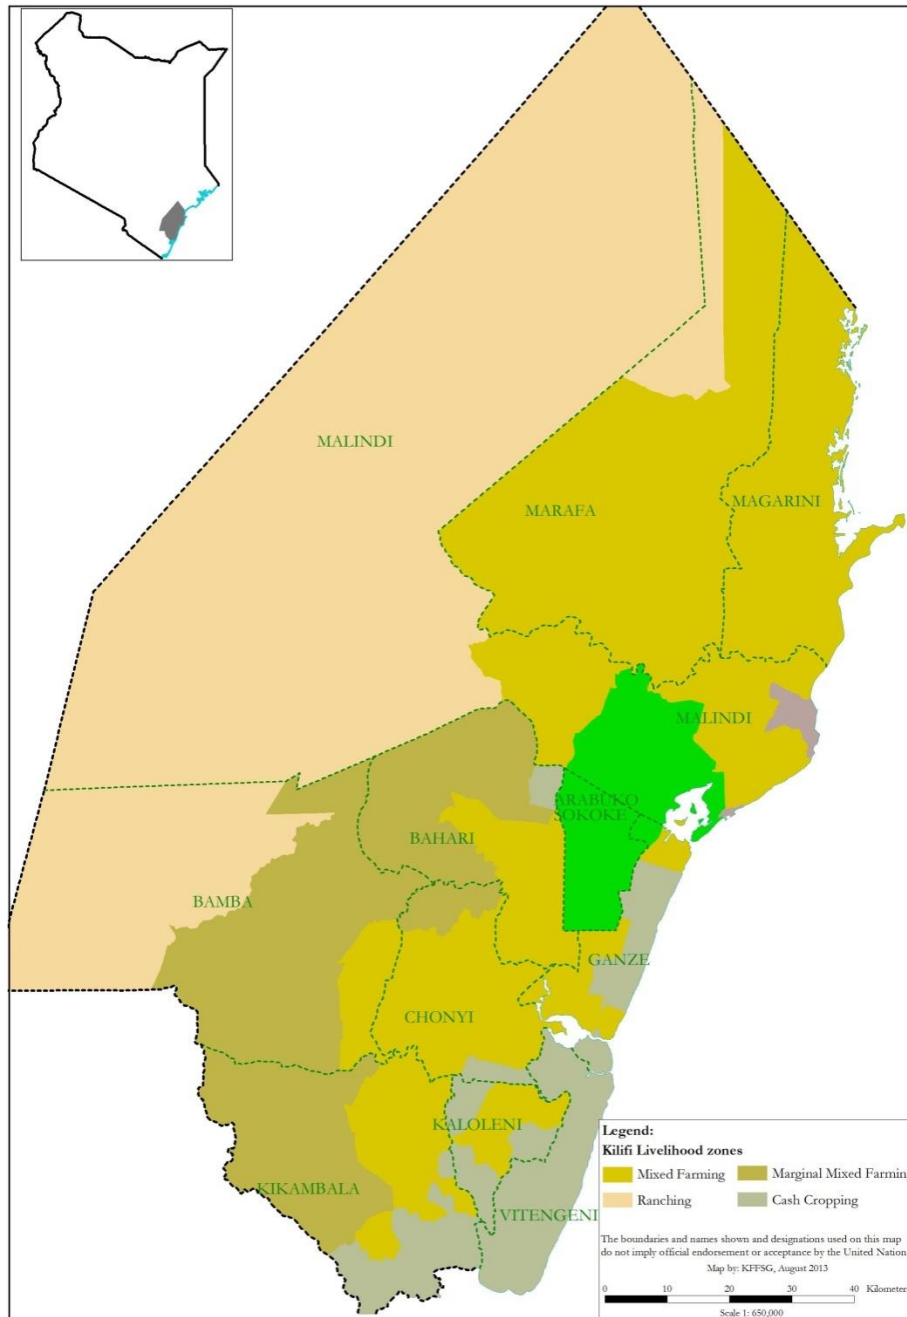 MALINDI
MARAFA
MAGARINI
MALINDI
ARABUKO
SOKOKE
BAHARI
BAMBA
GANZE
CHONYI
KALOLENI
KIKAMBALA
VITENGENI
Legend:
Kilifi Livelihood zones
Mixed Farming
Marginal Mixed Farmin
Ranching
Cash Cropping
The boundaries and names shown and designations used on this map
do not imply official endorsement or acceptance by the United Nation
Map by: KFFSG, August 2013
0 10 20 30 40 Kilometer
Scale 1: 650,000